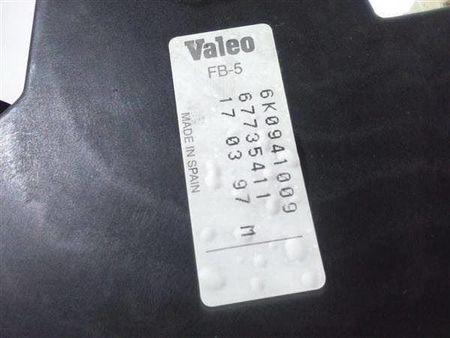 Valeo
FB-5
6K0941009
67735411
17 03 97 M
MADE IN SPAIN